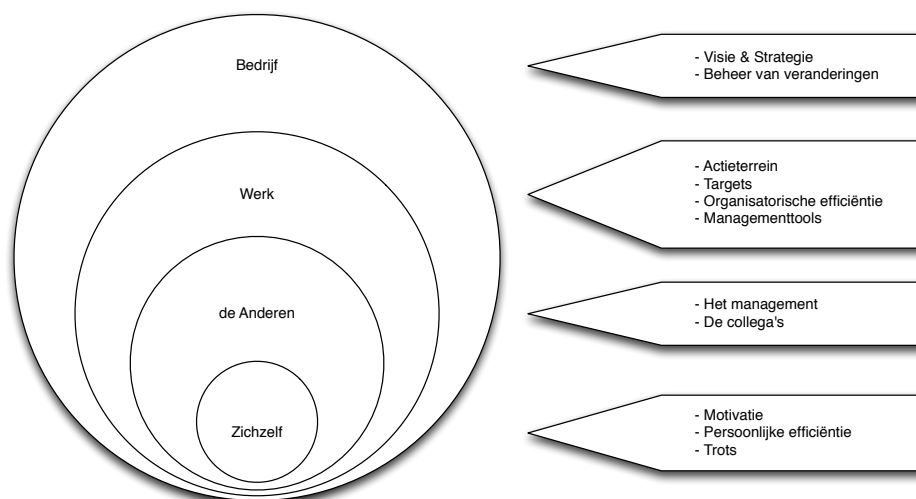 Bedrijf
- Visie & Strategie
- Beheer van veranderingen
Werk
- Actieterrein
- Targets
- Organisatorische efficiëntie
- Managementtools
de Anderen
- Het management
- De collega's
Zichzelf
- Motivatie
- Persoonlijke efficiëntie
- Trots